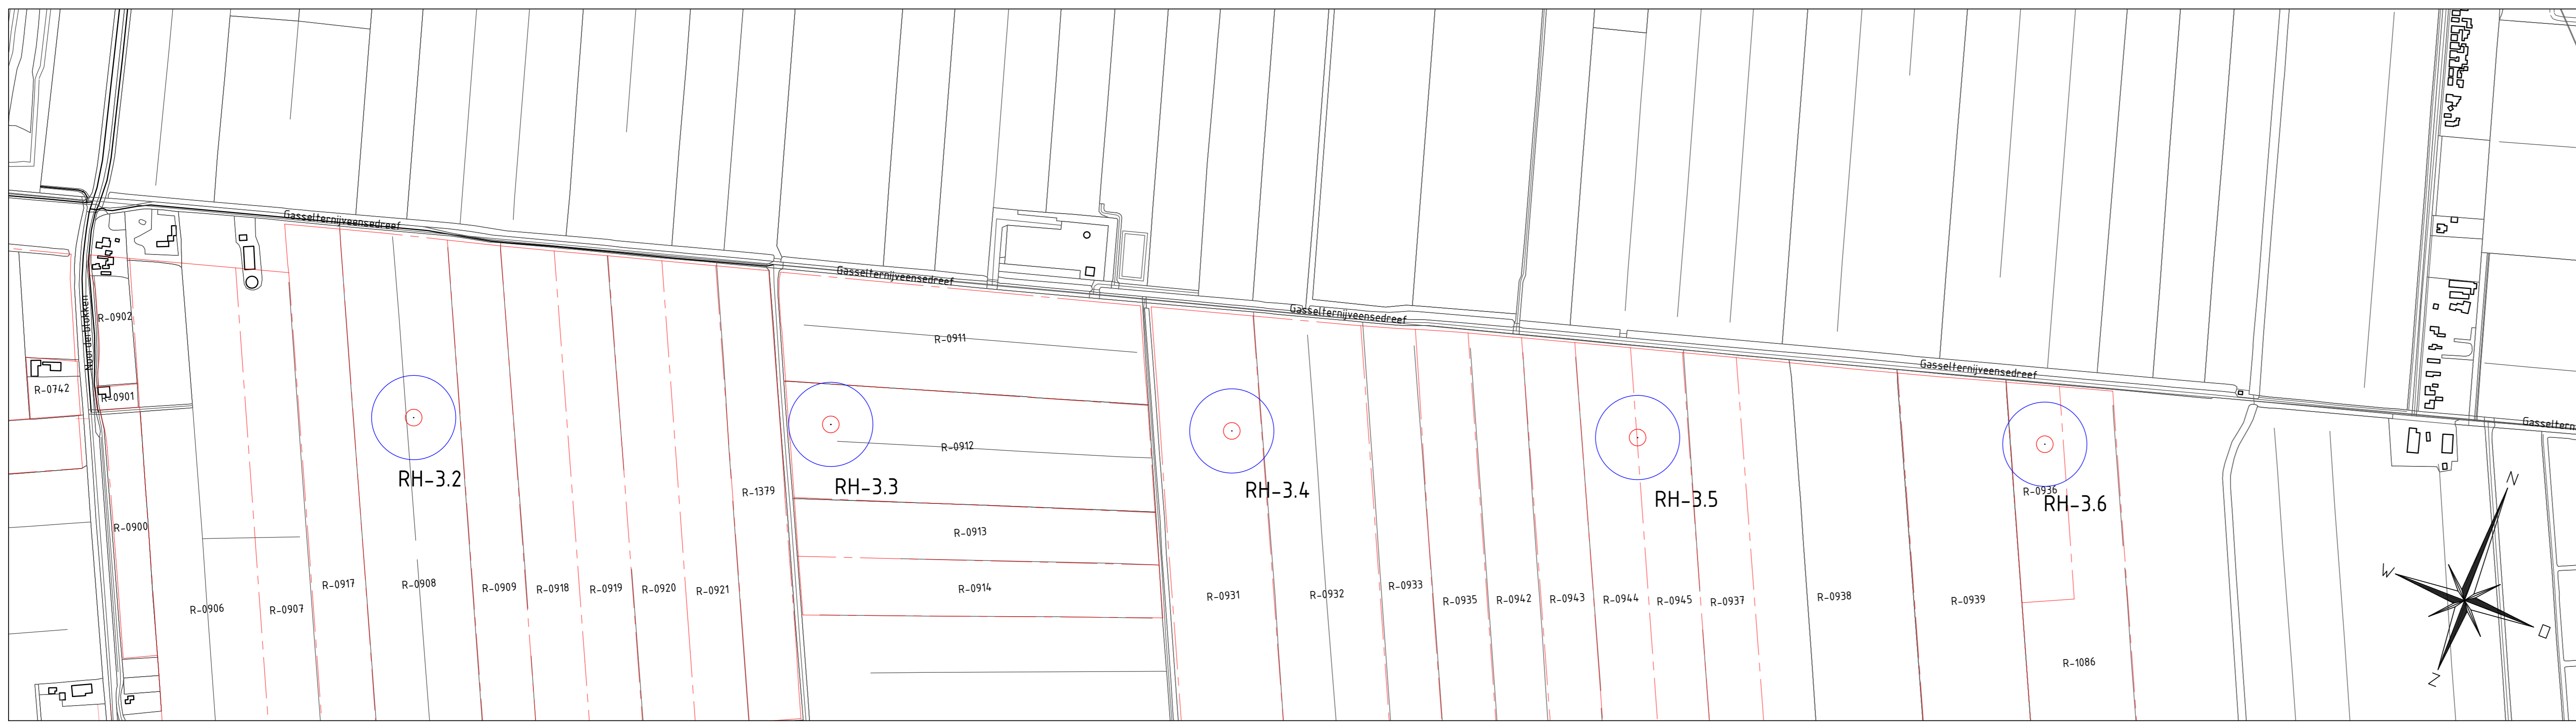 Gasselternijveensedreef
Gasselternijveensedreef
Gasselternijveensedreef
Gasselternijveensedreef
Gasseltern
Noorderblokken
R-0902
R-0742
R-0901
R-0900
R-0906
R-0907
R-0917
R-0908
R-0909
R-0918
R-0919
R-0920
R-0921
R-1379
RH-3.2
RH-3.3
R-0911
R-0912
R-0913
R-0914
RH-3.4
R-0931
R-0932
R-0933
R-0935
R-0942
R-0943
R-0944
R-0945
R-0937
RH-3.5
R-0938
R-0939
R-0936
RH-3.6
R-1086
N
W
O
Z